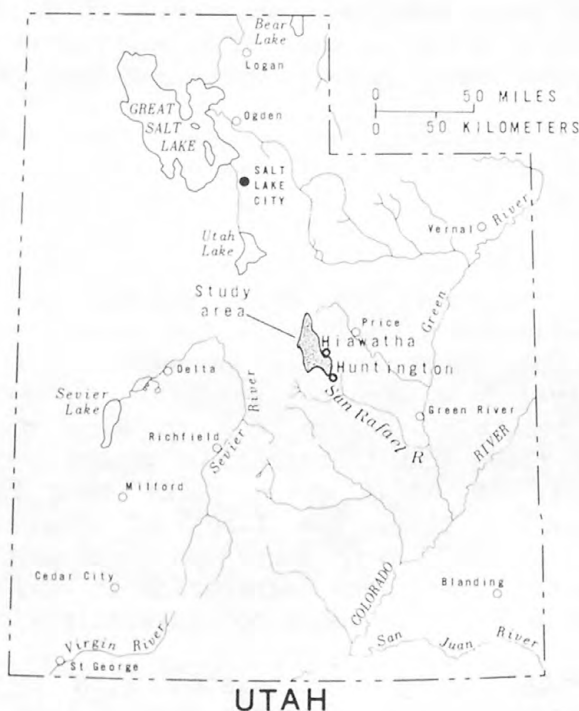 Bear
Lake
Logan
GREAT
SALT
LAKE
Ogden
0 50 MILES
0 50 KILOMETERS
SALT
LAKE
CITY
Utah
Lake
Vernal
Green River
Study
area
Price
Hiawatha
Huntington
San Rafael R
Green River
Delta
Sevier
Lake
Sevier River
Richfield
Milford
COLORADO RIVER
Cedar City
Blanding
Virgin River
St George
San Juan River
UTAH